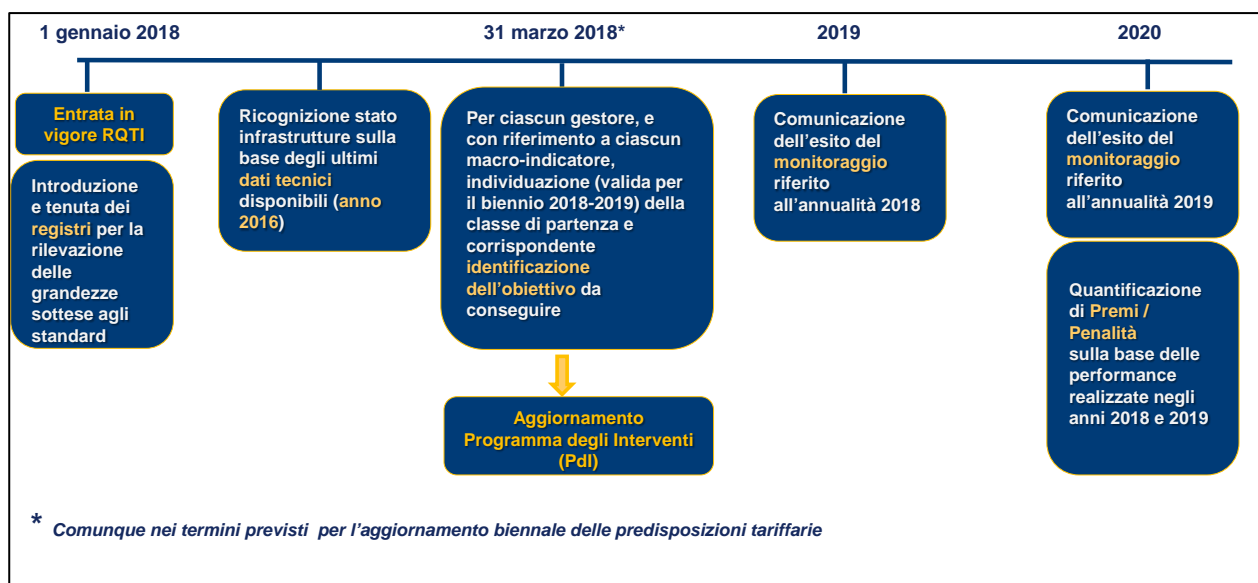 1 gennaio 2018
31 marzo 2018*
2019
2020
Entrata in
vigore RQTI
Introduzione
e tenuta dei
registri per la
rilevazione
delle
grandezze
sottese agli
standard
Ricognizione stato
infrastrutture sulla
base degli ultimi
dati tecnici
disponibili (anno
2016)
Per ciascun gestore, e
con riferimento a ciascun
macro-indicatore,
individuazione (valida per
il biennio 2018-2019) della
classe di partenza e
corrispondente
identificazione
dell'obiettivo da
conseguire
Aggiornamento
Programma degli Interventi
(PdI)
Comunicazione
dell'esito del
monitoraggio
riferito
all'annualità 2018
Comunicazione
dell'esito del
monitoraggio
riferito
all'annualità 2019
Quantificazione
di Premi /
Penalità
sulla base delle
performance
realizzate negli
anni 2018 e 2019
* Comunque nei termini previsti per l'aggiornamento biennale delle predisposizioni tariffarie